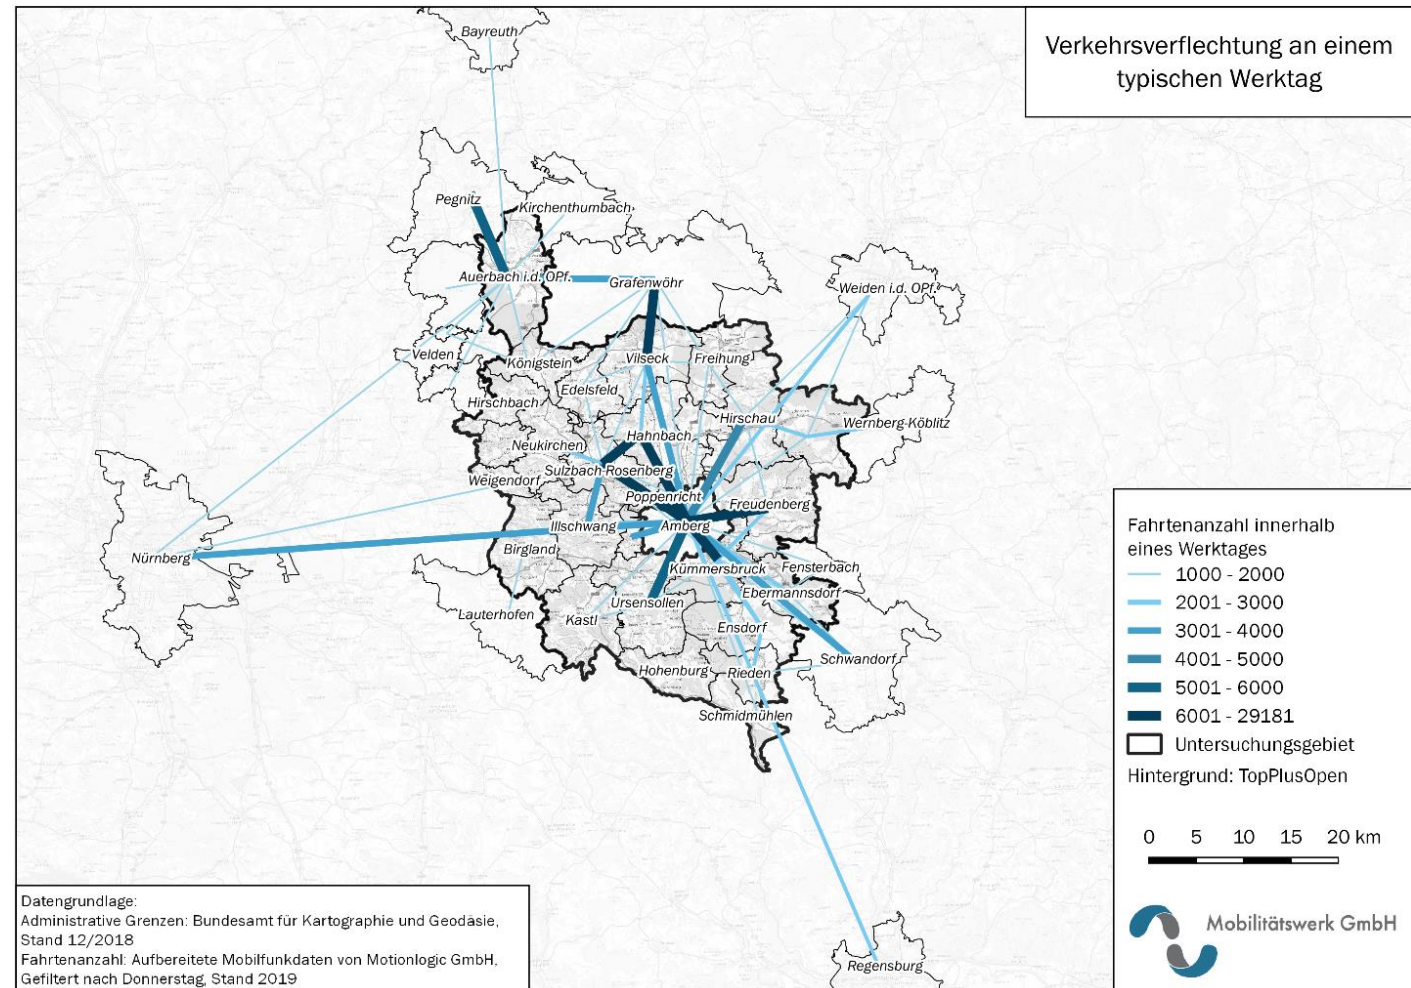 Verkehrsverflechtung an einem
typischen Werktag
Bayreuth
Pegnitz
Kirchenthumbach
Auerbach i.d. OPf.
Grafenwöhr
Weiden i.d. OPf.
Velden
Königstein
Vilseck
Freihung
Edelsfeld
Hirschbach
Hirschau
Wernberg-Köblitz
Hahnbach
Neukirchen
Sulzbach-Rosenberg
Weigendorf
Poppenricht
Freudenberg
Illschwang
Amberg
Birgland
Nürnberg
Kümmersbruck
Fensterbach
Ebermannsdorf
Ursensollen
Lauterhofen
Kastl
Ensdorf
Schwandorf
Hohenburg
Rieden
Schmidmühlen
Regensburg
Fahrtenanzahl innerhalb
eines Werktages
1000 - 2000
2001 - 3000
3001 - 4000
4001 - 5000
5001 - 6000
6001 - 29181
Untersuchungsgebiet
Hintergrund: TopPlusOpen
0 5 10 15 20 km
Mobilitätswerk GmbH
Datengrundlage:
Administrative Grenzen: Bundesamt für Kartographie und Geodäsie,
Stand 12/2018
Fahrtenanzahl: Aufbereitete Mobilfunkdaten von Motionlogic GmbH,
Gefiltert nach Donnerstag, Stand 2019